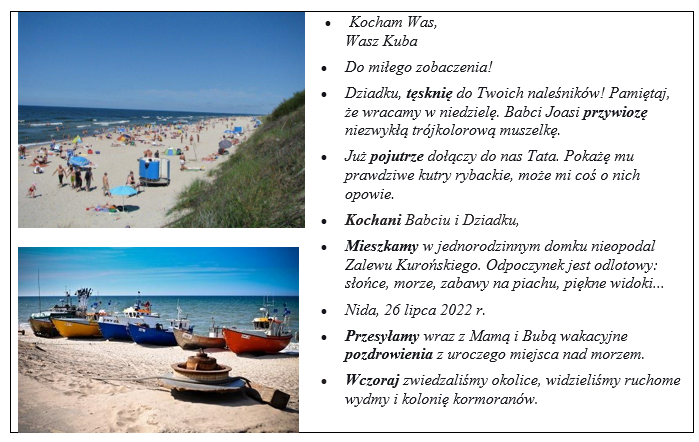 • Kocham Was,
Wasz Kuba
• Do miłego zobaczenia!
• Dziadku, tęsknię do Twoich naleśników! Pamiętaj,
że wracamy w niedzielę. Babci Joasi przywiozę
niezwykłą trójkolorową muszelkę.
• Już pojutrze dołączy do nas Tata. Pokażę mu
prawdziwe kutry rybackie, może mi coś o nich
opowie.
• Kochani Babciu i Dziadku,
• Mieszkamy w jednorodzinnym domku nieopodal
Zalewu Kurońskiego. Odpoczynek jest odlotowy:
słońce, morze, zabawy na piachu, piękne widoki...
• Nida, 26 lipca 2022 r.
• Przesyłamy wraz z Mamą i Bubą wakacyjne
pozdrowienia z uroczego miejsca nad morzem.
• Wczoraj zwiedzaliśmy okolice, widzieliśmy ruchome
wydmy i kolonię kormoranów.